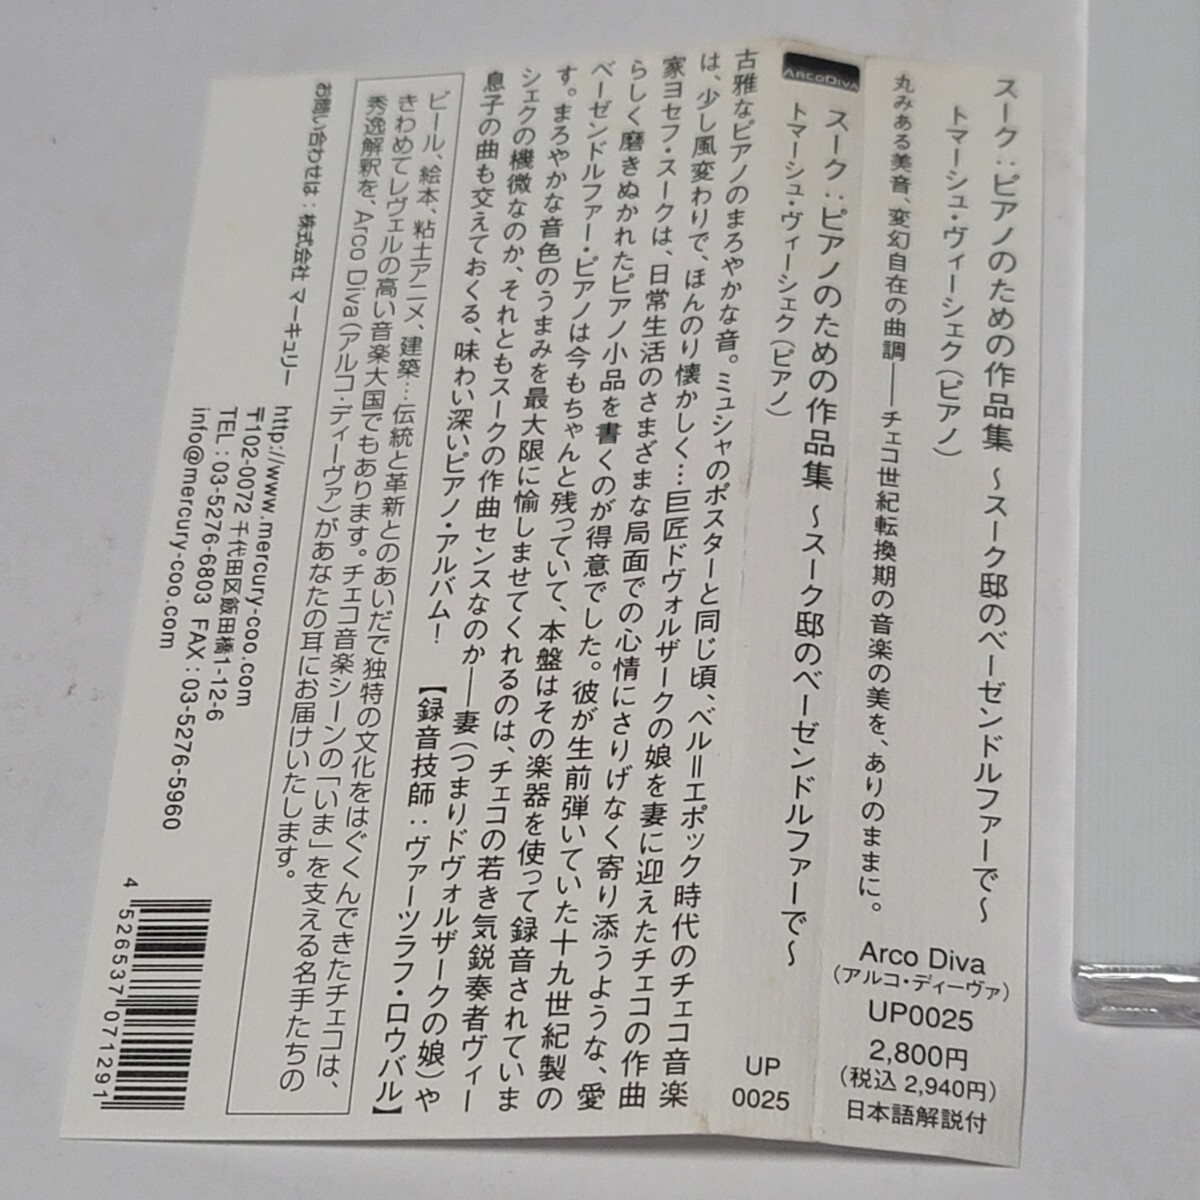 スーク：ピアノのための作品集 ～スーク邸のベーゼンドルファーで～
トマーシュ・ヴィーシェク（ピアノ）
丸みある美音、変幻自在の曲調――チェコ世紀転換期の音楽の美を、ありのままに。
Arco Diva
（アルコ・ディーヴァ）
UP0025
2,800円
（税込 2,940円）
日本語解説付
ARCODIVA
スーク：ピアノのための作品集 ～スーク邸のベーゼンドルファーで～
トマーシュ・ヴィーシェク（ピアノ）
UP
0025
古雅なピアノのまろやかな音。ミュシャのポスターと同じ頃、ベル＝エポック時代のチェコ音楽
は、少し風変わりで、ほんのり懐かしく…巨匠ドヴォルザークの娘を妻に迎えたチェコの作曲
家ヨセフ・スークは、日常生活のさまざまな局面での心情にさりげなく寄り添うような、愛
らしく磨きぬかれたピアノ小品を書くのが得意でした。彼が生前弾いていた十九世紀製の
ベーゼンドルファー・ピアノは今もちゃんと残っていて、本盤はその楽器を使って録音されていま
す。まろやかな音色のうまみを最大限に愉しませてくれるのは、チェコの若き気鋭奏者ヴィー
シェクの機微なのか、それともスークの作曲センスなのか――妻（つまりドヴォルザークの娘）や
息子の曲も交えておくる、味わい深いピアノ・アルバム！ 【録音技師：ヴァーツラフ・ロウバル】
ビール、絵本、粘土アニメ、建築…伝統と革新とのあいだで独特の文化をはぐくんできたチェコは、
きわめてレヴェルの高い音楽大国でもあります。チェコ音楽シーンの「いま」を支える名手たちの
秀逸解釈を、Arco Diva（アルコ・ディーヴァ）があなたの耳にお届けいたします。
お問い合わせは：株式会社 マーキュリー http://www.mercury-coo.com
〒102-0072 千代田区飯田橋1-12-6
TEL：03-5276-6803 FAX：03-5276-5960
info@mercury-coo.com
4 526537 071291